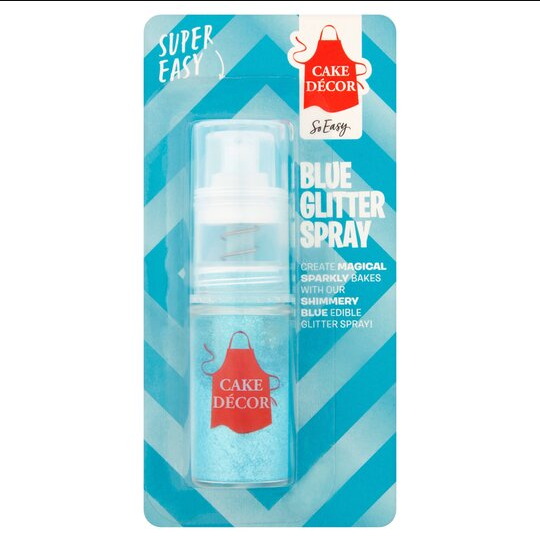 SUPER
EASY
CAKE
DÉCOR
So Easy
BLUE
GLITTER
SPRAY
CREATE MAGICAL
SPARKLY BAKES
WITH OUR
SHIMMERY
BLUE EDIBLE
GLITTER SPRAY!
CAKE
DÉCOR